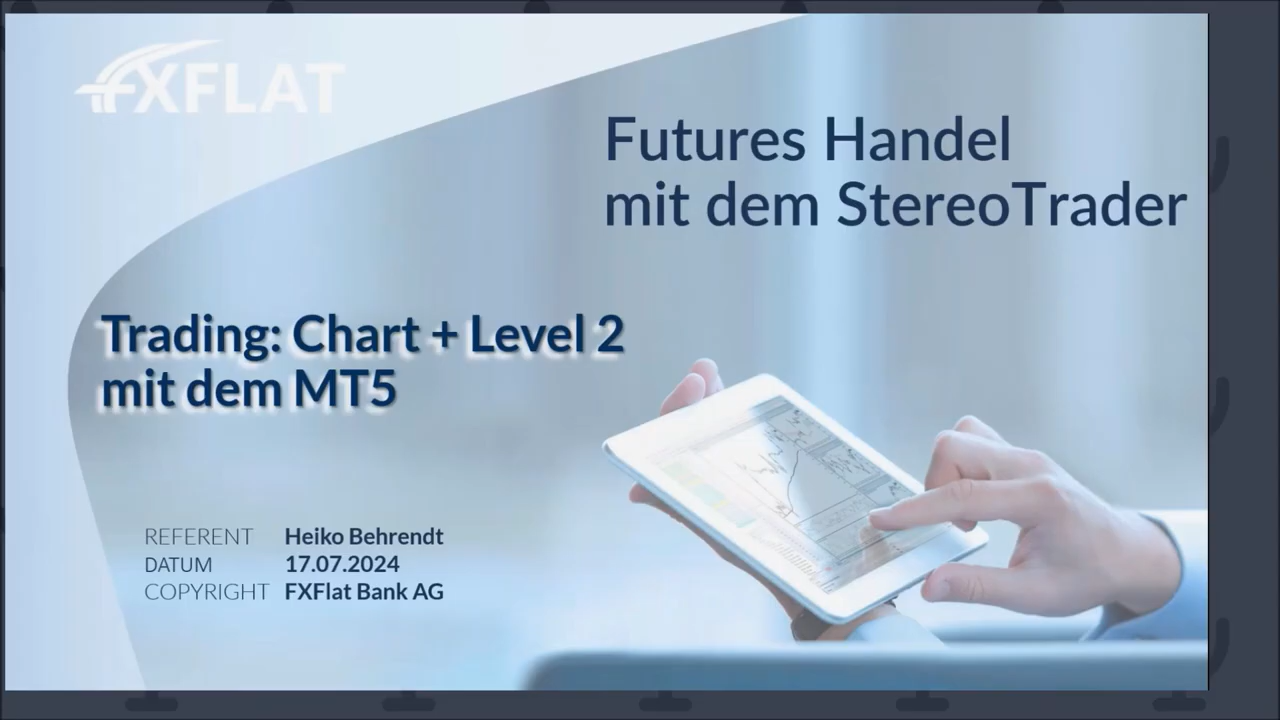 FXFLAT
Futures Handel
mit dem StereoTrader
Trading: Chart + Level 2
mit dem MT5
REFERENT Heiko Behrendt
DATUM 17.07.2024
COPYRIGHT FXFlat Bank AG